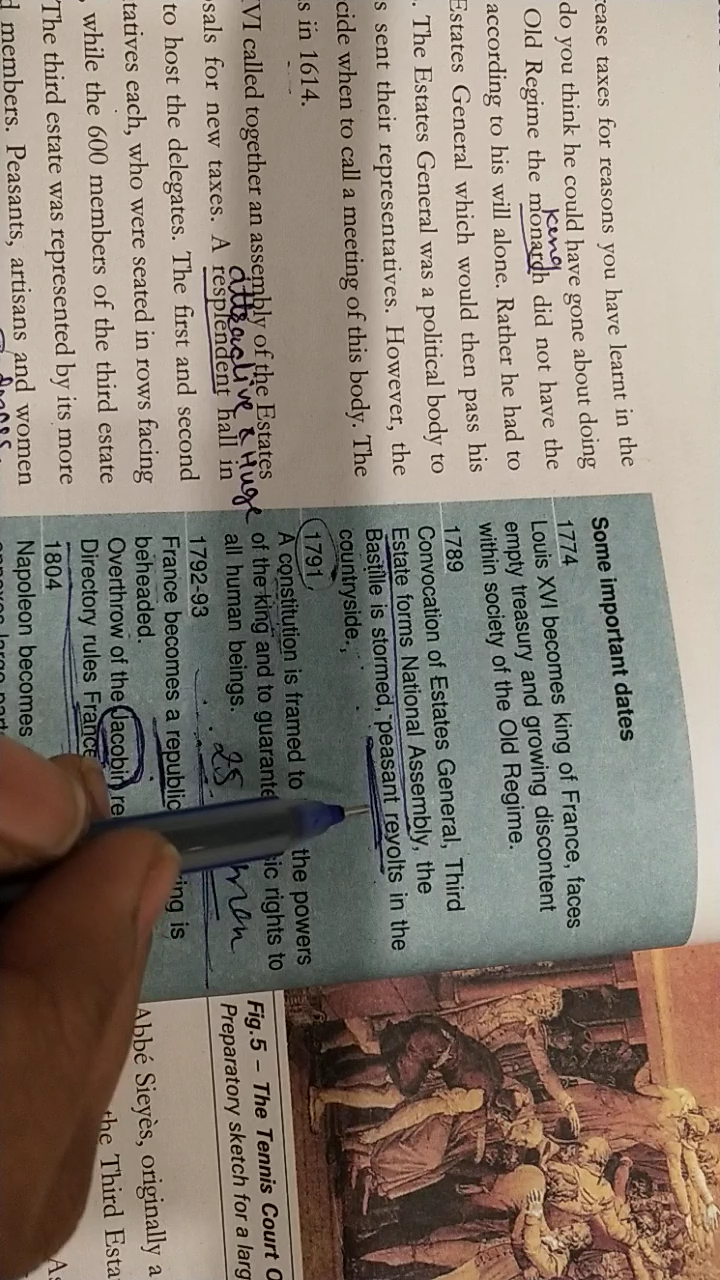 rease taxes for reasons you have learnt in the
do you think he could have gone about doing
Old Regime the monarch did not have the
keng
according to his will alone. Rather he had to
Estates General which would then pass his
. The Estates General was a political body to
s sent their representatives. However, the
cide when to call a meeting of this body. The
s in 1614.
VI called together an assembly of the Estates
attractive & Huge
sals for new taxes. A resplendent hall in
to host the delegates. The first and second
tatives each, who were seated in rows facing
, while the 600 members of the third estate
The third estate was represented by its more
d members. Peasants, artisans and women
Some important dates
1774
Louis XVI becomes king of France, faces
empty treasury and growing discontent
within society of the Old Regime.
1789
Convocation of Estates General, Third
Estate forms National Assembly, the
Bastille is stormed, peasant revolts in the
countryside.
1791
A constitution is framed to the powers
of the king and to guarante sic rights to
all human beings. 25 men
1792-93
France becomes a republic ing is
beheaded.
Overthrow of the Jacobin re
Directory rules France
1804
Napoleon becomes
Fig.5 – The Tennis Court O
Preparatory sketch for a larg
Abbé Sieyès, originally a
the Third Esta
As